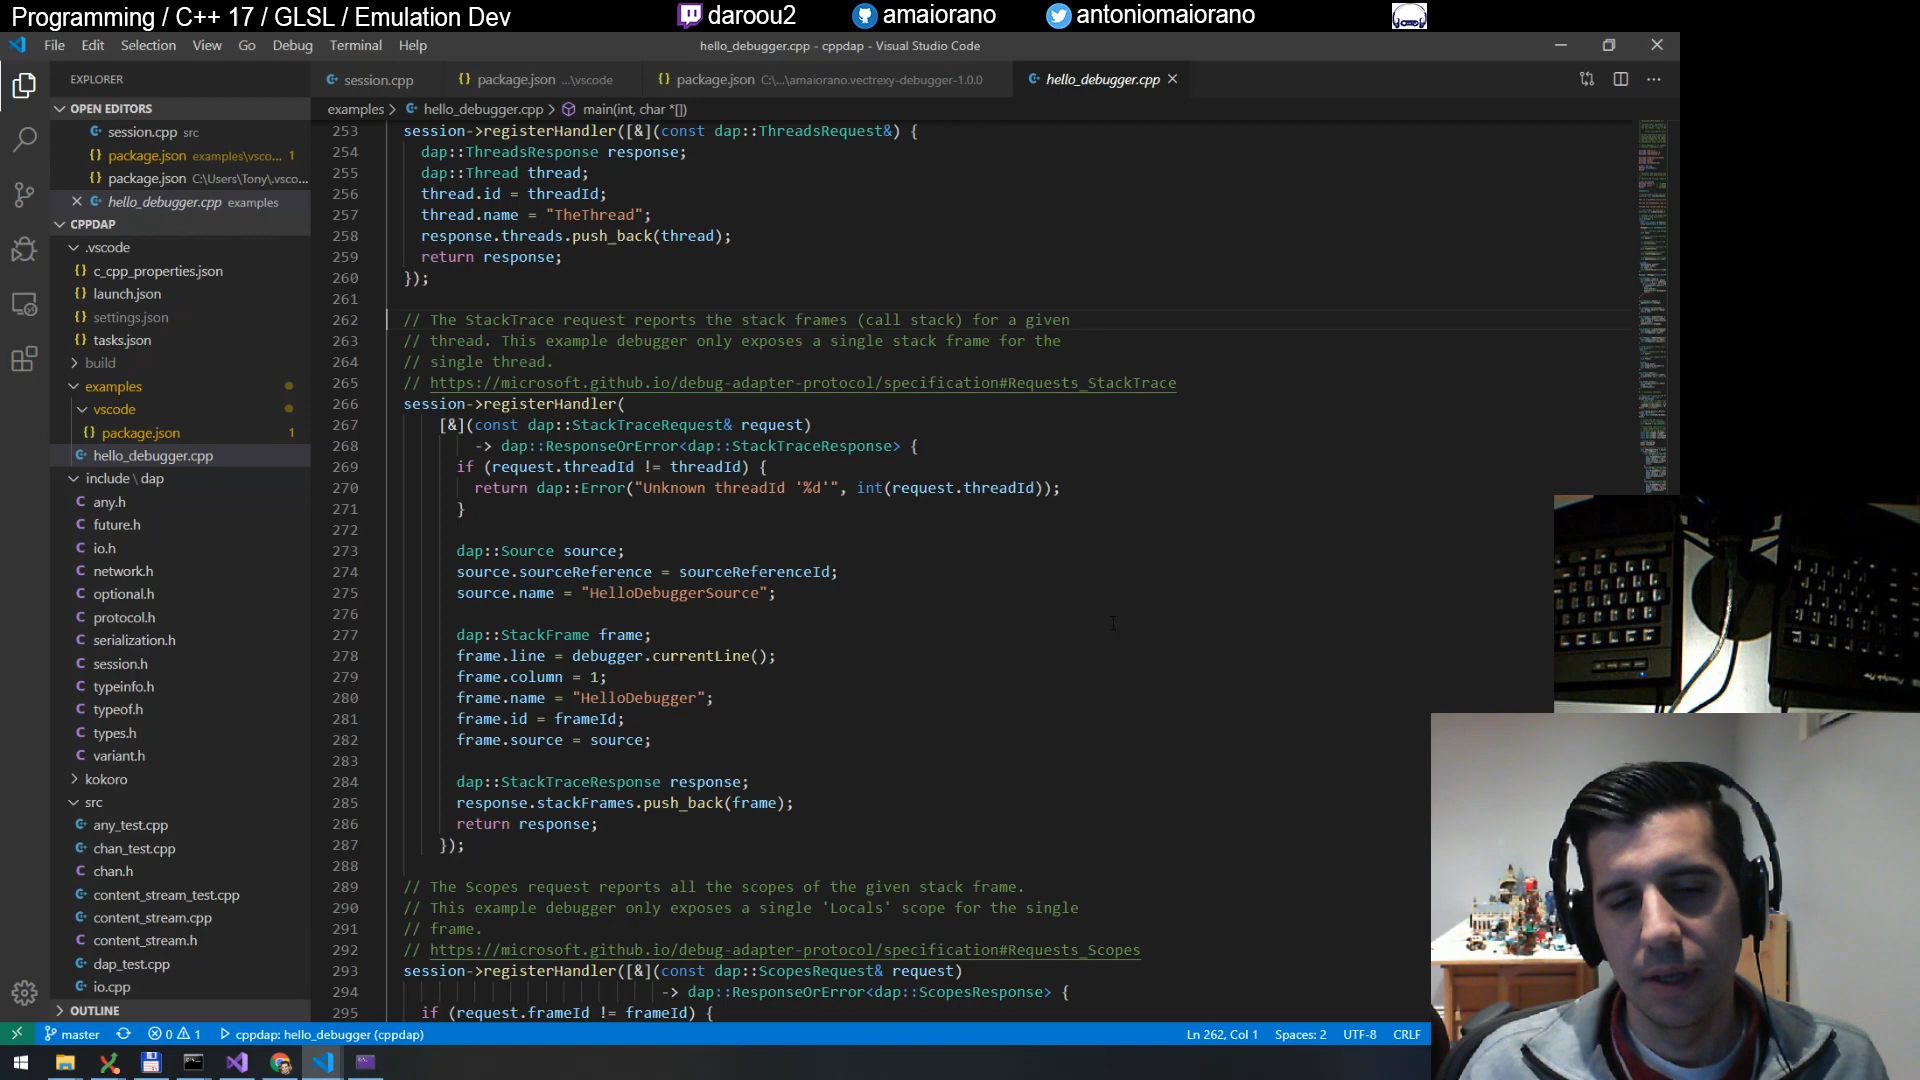 Programming / C++ 17 / GLSL / Emulation Dev
daroou2
amaiorano
antoniomaiorano
File Edit Selection View Go Debug Terminal Help
hello_debugger.cpp - cppdap - Visual Studio Code
EXPLORER
OPEN EDITORS
session.cpp src
package.json examples\vsco... 1
package.json C:\Users\Tony\.vsco...
hello_debugger.cpp examples
CPPDAP
.vscode
c_cpp_properties.json
launch.json
settings.json
tasks.json
build
examples
vscode
package.json 1
hello_debugger.cpp
include \ dap
any.h
future.h
io.h
network.h
optional.h
protocol.h
serialization.h
session.h
typeinfo.h
typeof.h
types.h
variant.h
kokoro
src
any_test.cpp
chan_test.cpp
chan.h
content_stream_test.cpp
content_stream.cpp
content_stream.h
dap_test.cpp
io.cpp
OUTLINE
session.cpp
package.json ...\vscode
package.json C:\...\amaiorano.vectrexy-debugger-1.0.0
hello_debugger.cpp
examples > hello_debugger.cpp > main(int, char *[])
253 session->registerHandler([&](const dap::ThreadsRequest&) {
254 dap::ThreadsResponse response;
255 dap::Thread thread;
256 thread.id = threadId;
257 thread.name = "TheThread";
258 response.threads.push_back(thread);
259 return response;
260 });
261
262 // The StackTrace request reports the stack frames (call stack) for a given
263 // thread. This example debugger only exposes a single stack frame for the
264 // single thread.
265 // https://microsoft.github.io/debug-adapter-protocol/specification#Requests_StackTrace
266 session->registerHandler(
267 [&](const dap::StackTraceRequest& request)
268 -> dap::ResponseOrError<dap::StackTraceResponse> {
269 if (request.threadId != threadId) {
270 return dap::Error("Unknown threadId '%d'", int(request.threadId));
271 }
272
273 dap::Source source;
274 source.sourceReference = sourceReferenceId;
275 source.name = "HelloDebuggerSource";
276
277 dap::StackFrame frame;
278 frame.line = debugger.currentLine();
279 frame.column = 1;
280 frame.name = "HelloDebugger";
281 frame.id = frameId;
282 frame.source = source;
283
284 dap::StackTraceResponse response;
285 response.stackFrames.push_back(frame);
286 return response;
287 });
288
289 // The Scopes request reports all the scopes of the given stack frame.
290 // This example debugger only exposes a single 'Locals' scope for the single
291 // frame.
292 // https://microsoft.github.io/debug-adapter-protocol/specification#Requests_Scopes
293 session->registerHandler([&](const dap::ScopesRequest& request)
294 -> dap::ResponseOrError<dap::ScopesResponse> {
295 if (request.frameId != frameId) {
master 0 1 cppdap: hello_debugger (cppdap) Ln 262, Col 1 Spaces: 2 UTF-8 CRLF